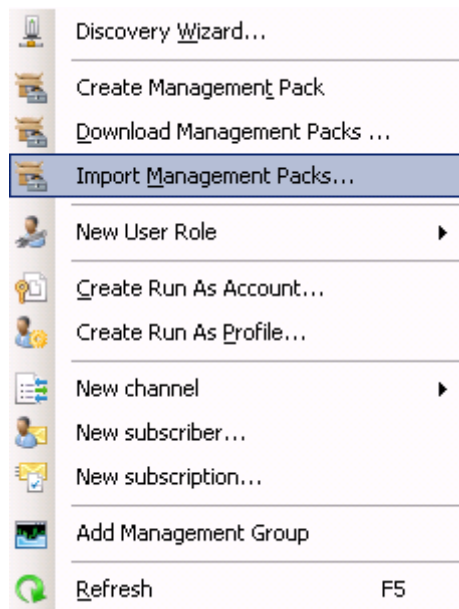 Discovery Wizard...
Create Management Pack
Download Management Packs ...
Import Management Packs...
New User Role
Create Run As Account...
Create Run As Profile...
New channel
New subscriber...
New subscription...
Add Management Group
Refresh F5